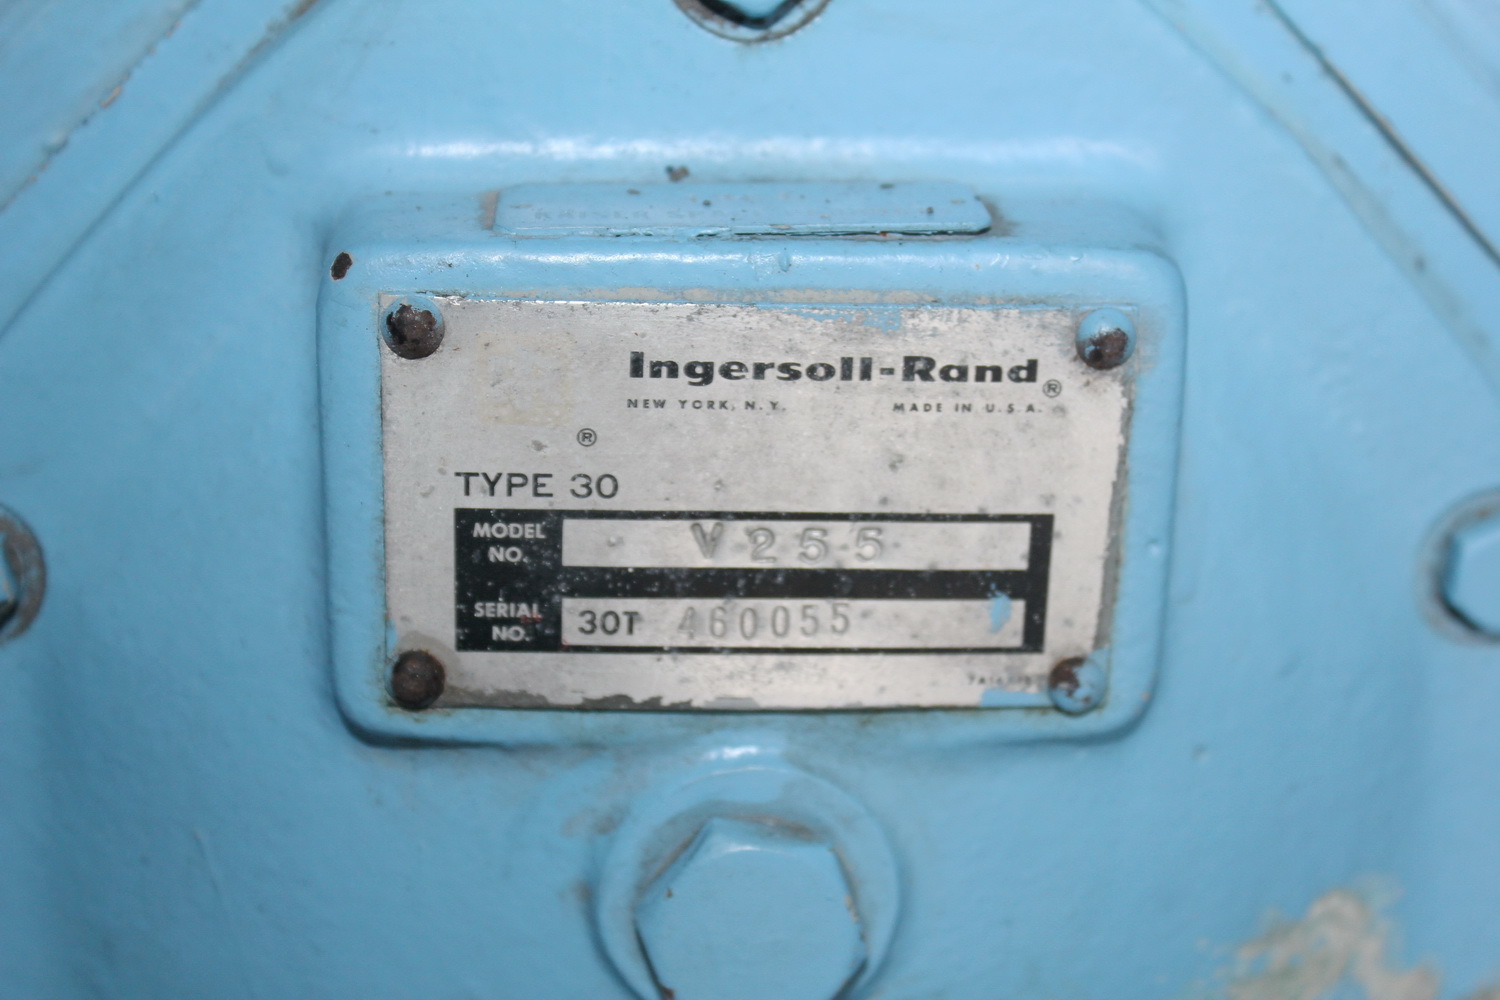 Ingersoll-Rand®
NEW YORK, N.Y. MADE IN U.S.A.
®
TYPE 30
MODEL NO. V255
SERIAL NO. 30T 460055